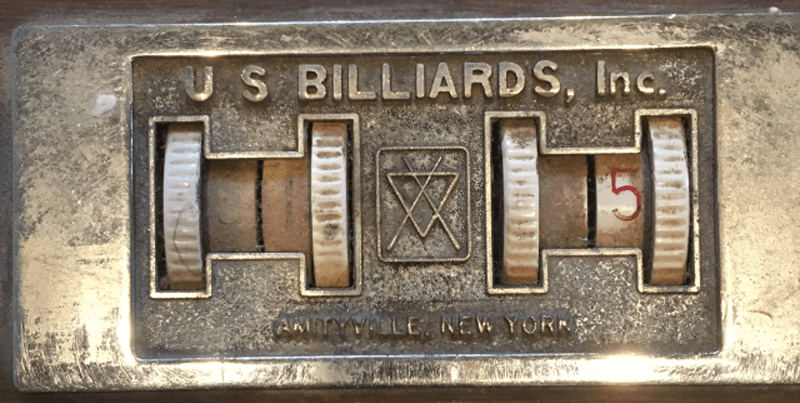 U S BILLIARDS, Inc.
5
AMITYVILLE, NEW YORK